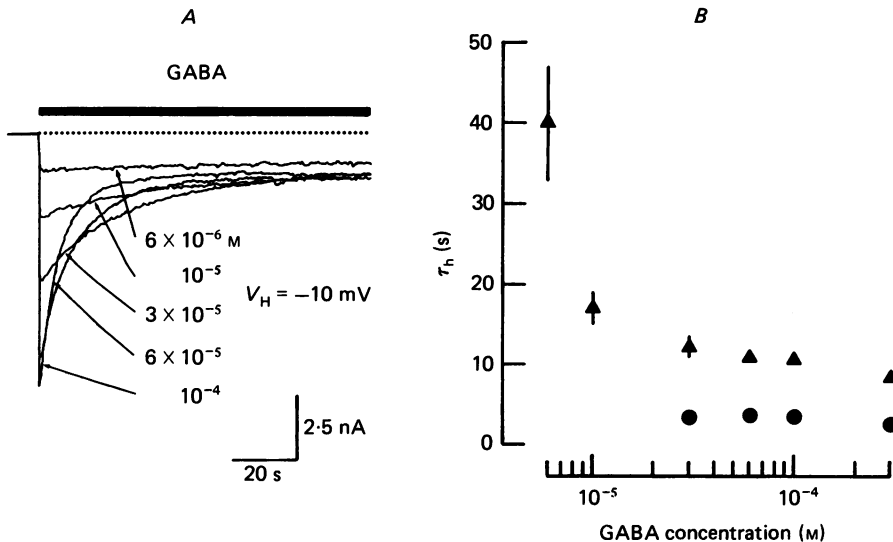 A
GABA
6 × 10⁻⁶ M
10⁻⁵
3 × 10⁻⁵
6 × 10⁻⁵
10⁻⁴
V_H = −10 mV
2·5 nA
20 s
B
50
40
30
20
10
0
τ_h (s)
10⁻⁵
10⁻⁴
GABA concentration (M)